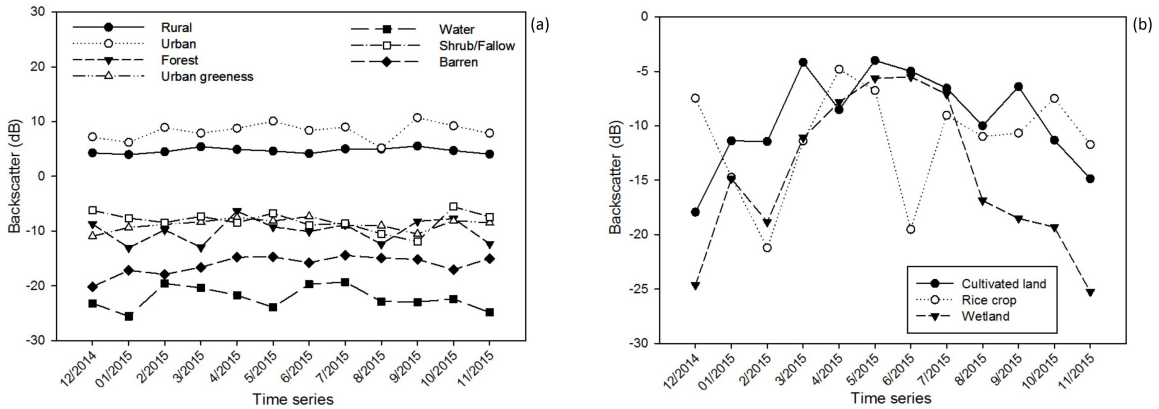 (a)
Rural
Urban
Forest
Urban greeness
Water
Shrub/Fallow
Barren
30
20
10
0
-10
-20
-30
Backscatter (dB)
12/2014
01/2015
2/2015
3/2015
4/2015
5/2015
6/2015
7/2015
8/2015
9/2015
10/2015
11/2015
Time series
(b)
0
-5
-10
-15
-20
-25
-30
Backscatter (dB)
Cultivated land
Rice crop
Wetland
12/2014
01/2015
2/2015
3/2015
4/2015
5/2015
6/2015
7/2015
8/2015
9/2015
10/2015
11/2015
Time series